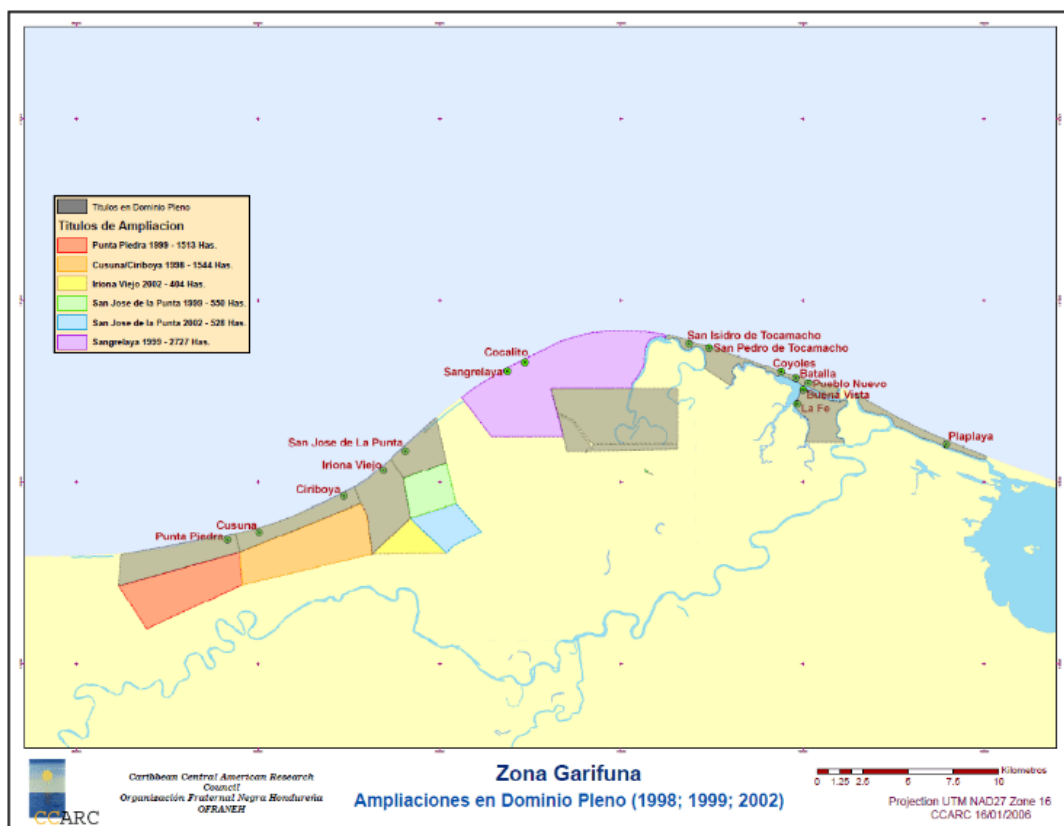 Titulos en Dominio Pleno
Titulos de Ampliacion
Punta Piedra 1999 - 1513 Has.
Cusuna/Ciriboya 1998 - 1544 Has.
Iriona Viejo 2002 - 404 Has.
San Jose de la Punta 1999 - 550 Has.
San Jose de la Punta 2002 - 528 Has.
Sangrelaya 1999 - 2727 Has.
San Isidro de Tocamacho
San Pedro de Tocamacho
Cocalito
Sangrelaya
Coyoles
Batalla
Pueblo Nuevo
Buena Vista
La Fe
Plaplaya
San Jose de La Punta
Iriona Viejo
Ciriboya
Cusuna
Punta Piedra
CCARC
Caribbean Central American Research
Council
Organización Fraternal Negra Hondureña
OFRANEH
Zona Garifuna
Ampliaciones en Dominio Pleno (1998; 1999; 2002)
Kilometros
0 1.25 2.5 5 7.5 10
Projection UTM NAD27 Zone 16
CCARC 16/01/2006